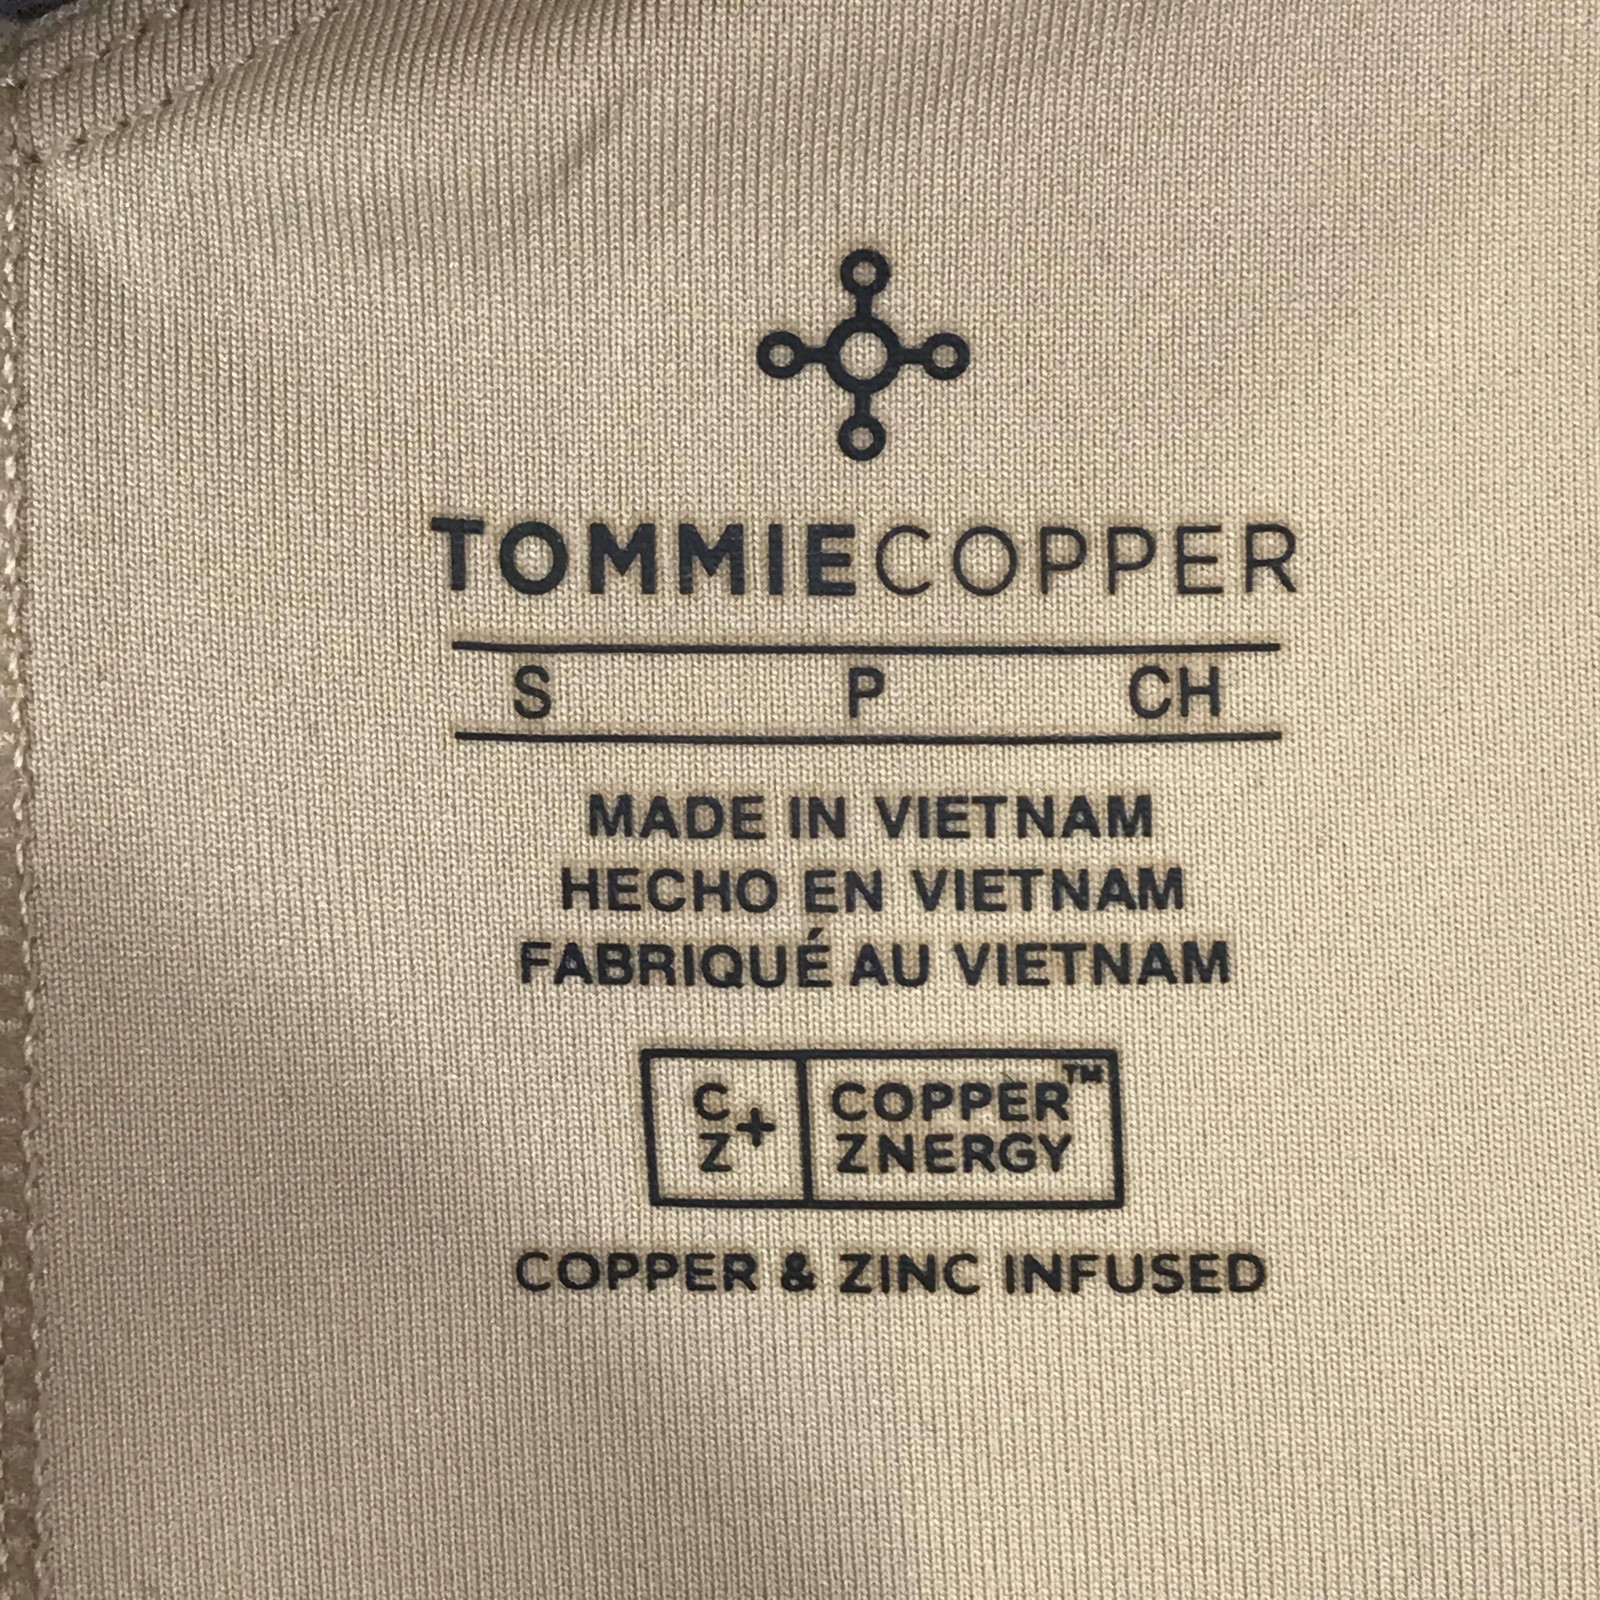 TOMMIECOPPER
S P CH
MADE IN VIETNAM
HECHO EN VIETNAM
FABRIQUÉ AU VIETNAM
C
Z+
COPPER™
ZNERGY
COPPER & ZINC INFUSED